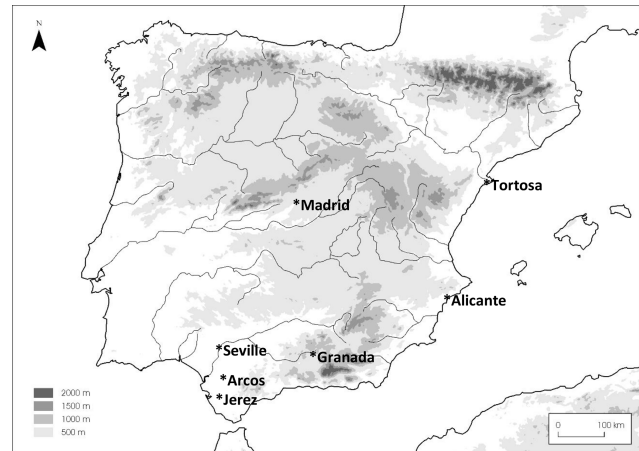 N
*Tortosa
*Madrid
*Alicante
*Seville
*Granada
*Arcos
*Jerez
2000 m
1500 m
1000 m
500 m
0 100 km